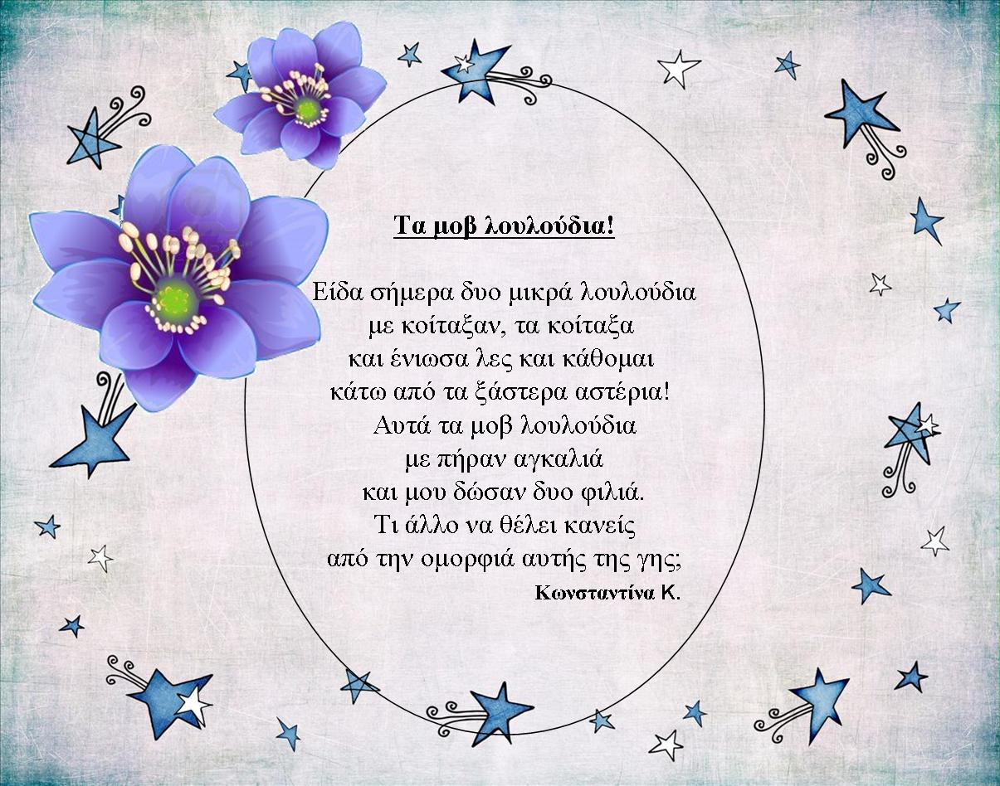 Τα μοβ λουλούδια!
Είδα σήμερα δυο μικρά λουλούδια
με κοίταξαν, τα κοίταξα
και ένιωσα λες και κάθομαι
κάτω από τα ξάστερα αστέρια!
Αυτά τα μοβ λουλούδια
με πήραν αγκαλιά
και μου δώσαν δυο φιλιά.
Τι άλλο να θέλει κανείς
από την ομορφιά αυτής της γης;
Κωνσταντίνα Κ.